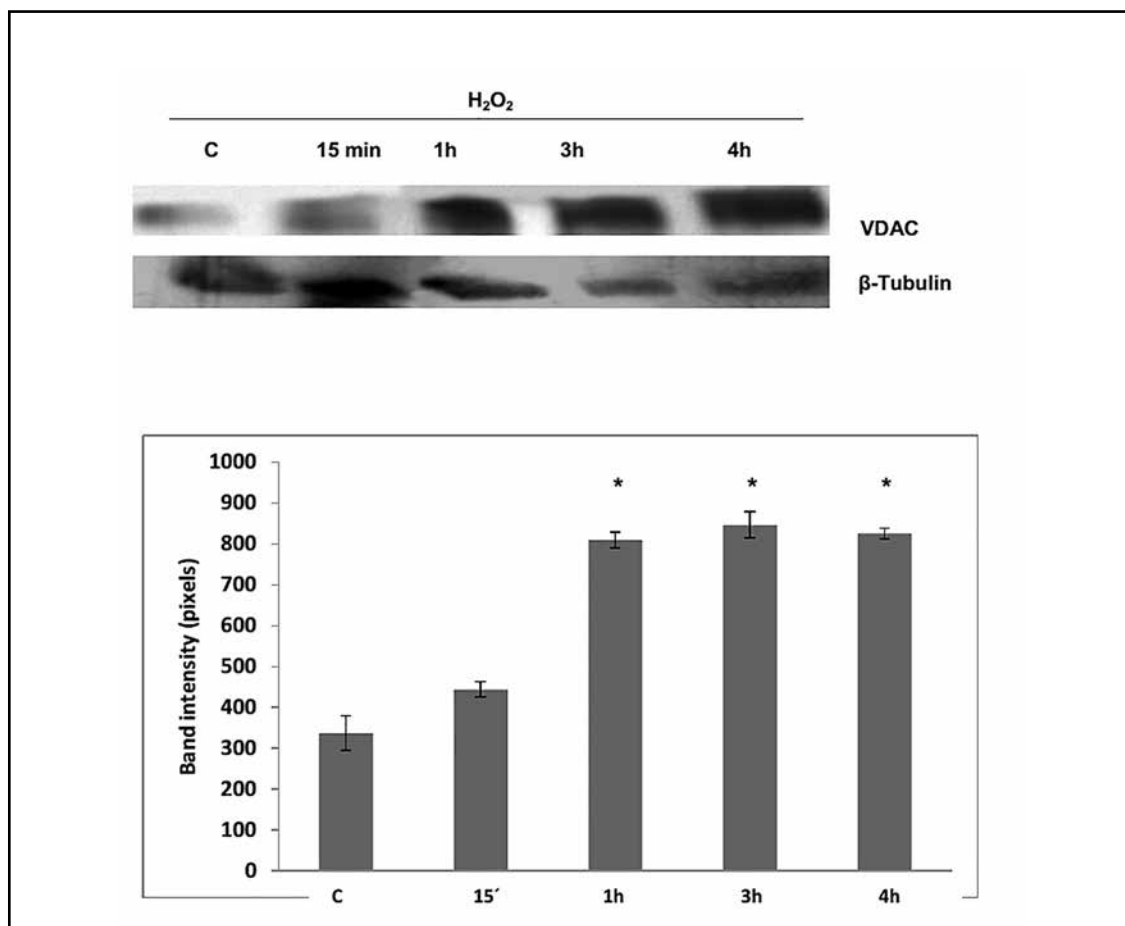 H₂O₂
C 15 min 1h 3h 4h
VDAC
β-Tubulin
1000
900
800
700
600
500
400
300
200
100
0
Band intensity (pixels)
* * *
C 15´ 1h 3h 4h